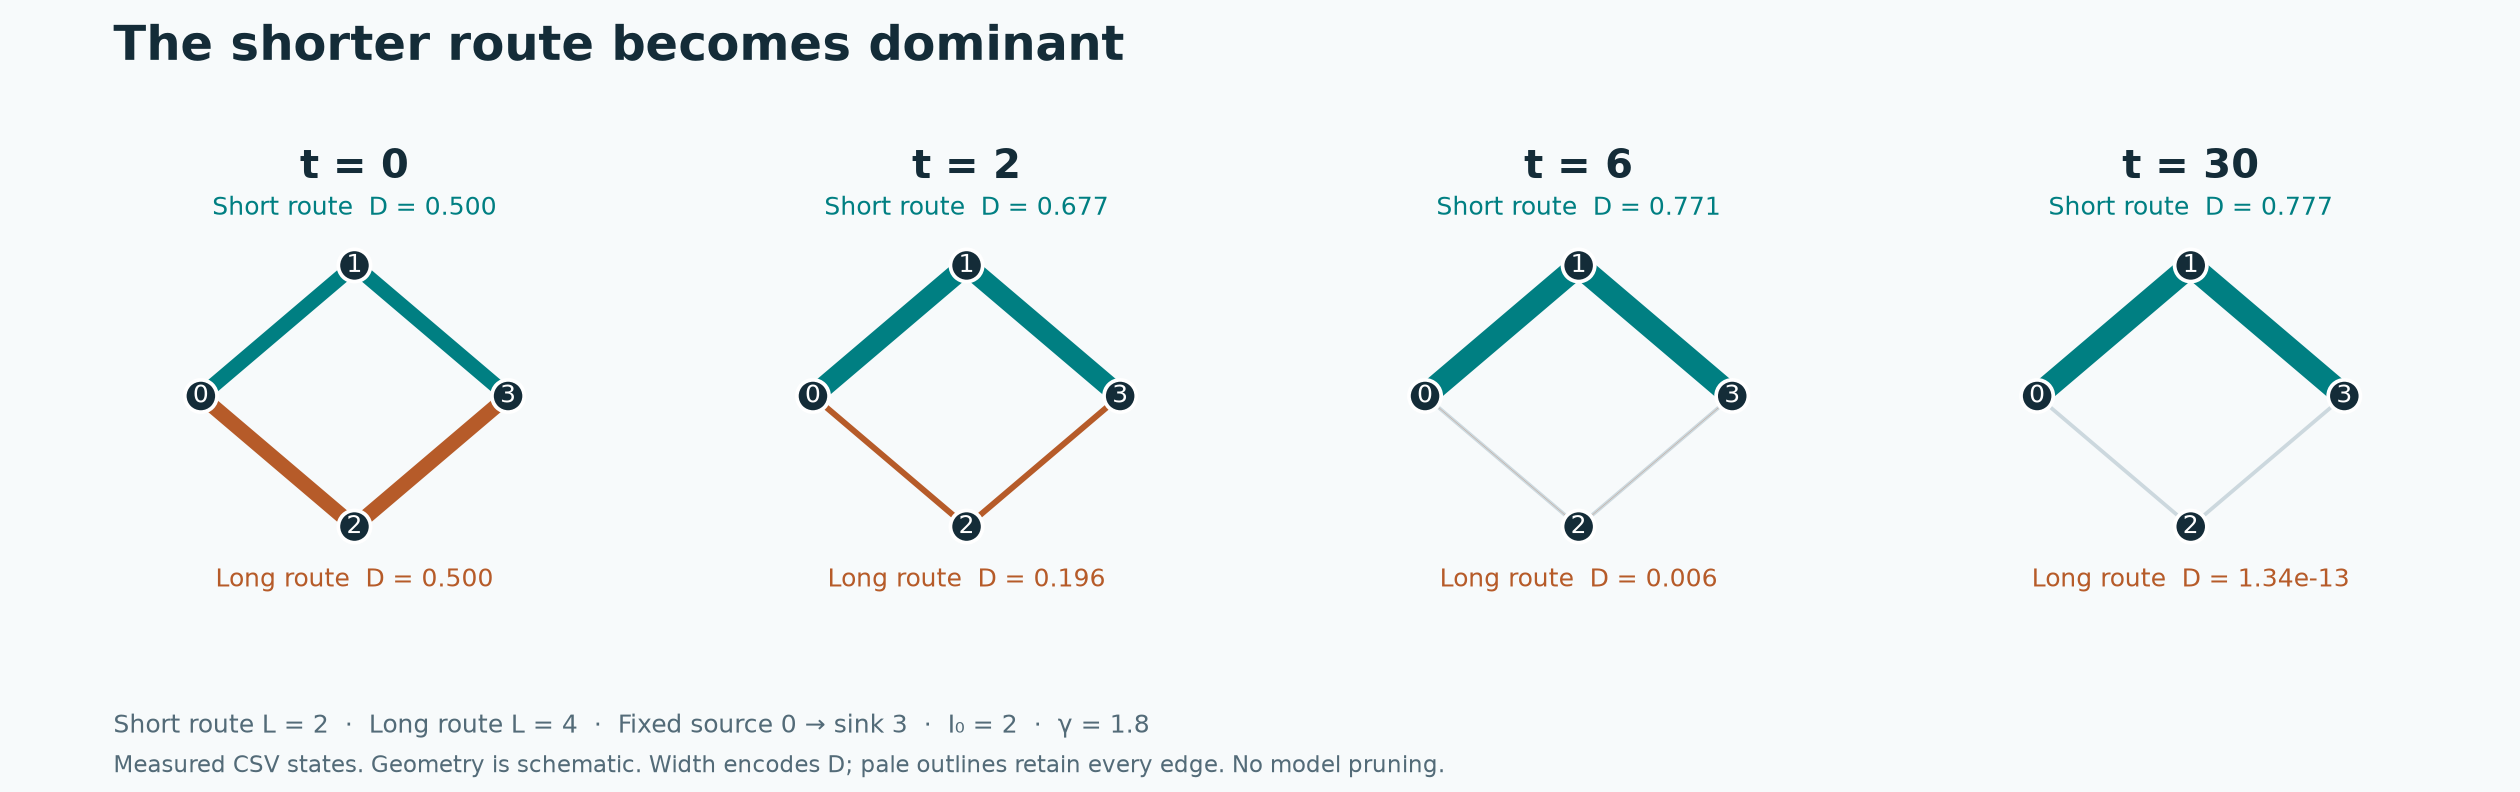 The shorter route becomes dominant
t = 0
Short route  D = 0.500
1
0
3
2
Long route  D = 0.500
t = 2
Short route  D = 0.677
1
0
3
2
Long route  D = 0.196
t = 6
Short route  D = 0.771
1
0
3
2
Long route  D = 0.006
t = 30
Short route  D = 0.777
1
0
3
2
Long route  D = 1.34e-13
Short route L = 2  ·  Long route L = 4  ·  Fixed source 0 → sink 3  ·  I₀ = 2  ·  γ = 1.8
Measured CSV states. Geometry is schematic. Width encodes D; pale outlines retain every edge. No model pruning.